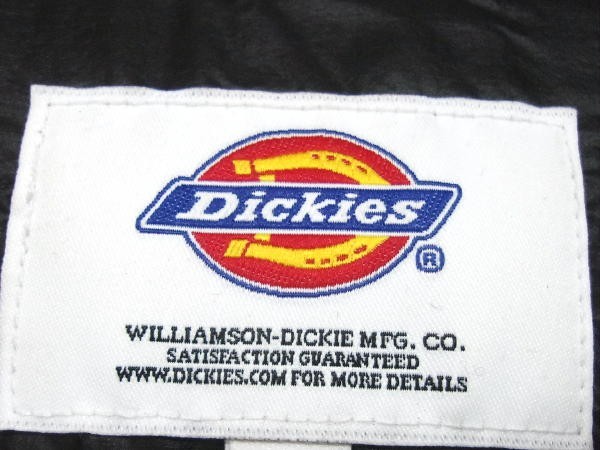 Dickies
®
WILLIAMSON-DICKIE MFG. CO.
SATISFACTION GUARANTEED
WWW.DICKIES.COM FOR MORE DETAILS